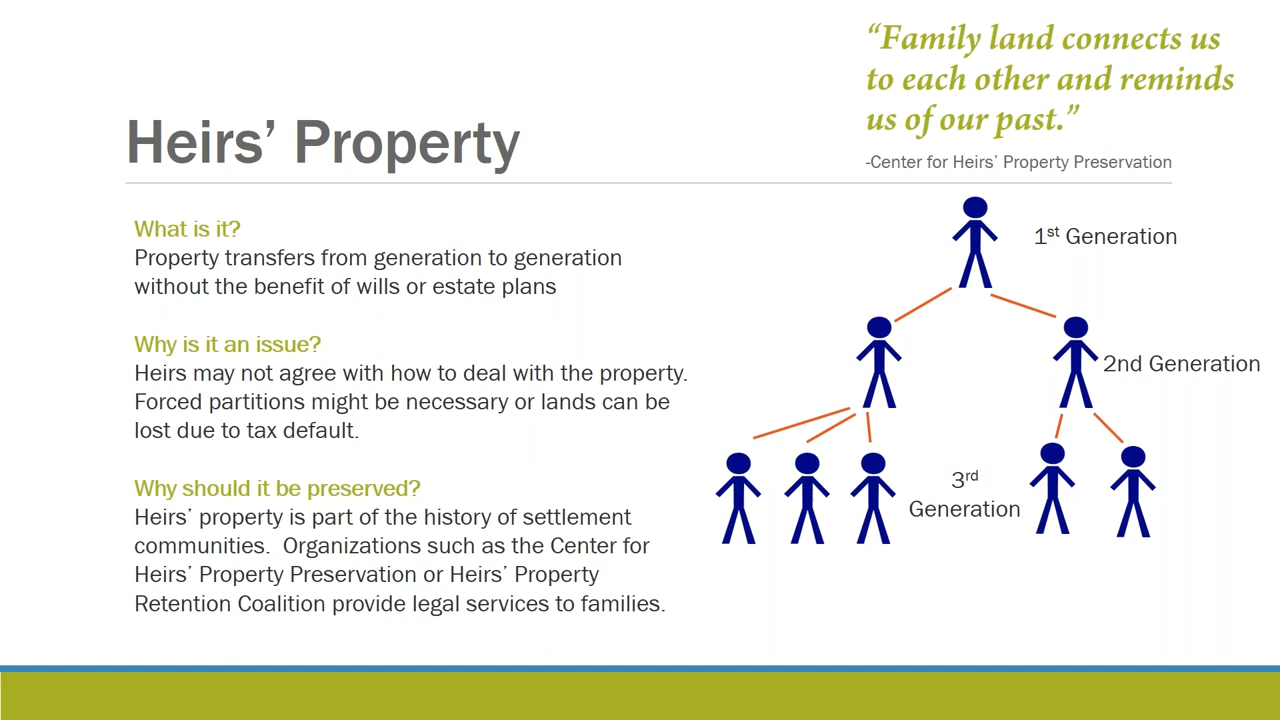 “Family land connects us
to each other and reminds
us of our past.”
-Center for Heirs’ Property Preservation
Heirs’ Property
What is it?
Property transfers from generation to generation
without the benefit of wills or estate plans
Why is it an issue?
Heirs may not agree with how to deal with the property.
Forced partitions might be necessary or lands can be
lost due to tax default.
Why should it be preserved?
Heirs’ property is part of the history of settlement
communities.  Organizations such as the Center for
Heirs’ Property Preservation or Heirs’ Property
Retention Coalition provide legal services to families.
1st Generation
2nd Generation
3rd
Generation